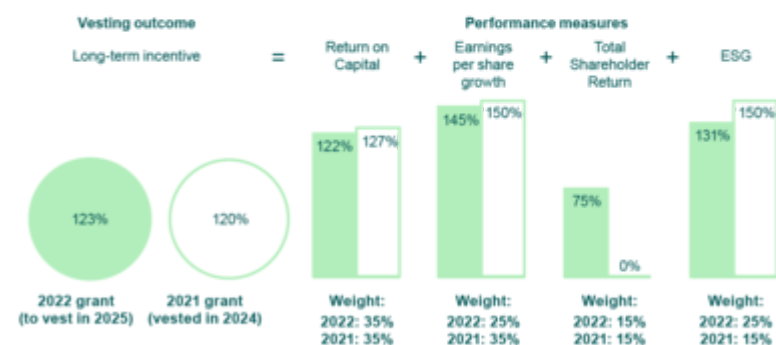 Vesting outcome
Performance measures
Long-term incentive
=
Return on
Capital
+
Earnings
per share
growth
+
Total
Shareholder
Return
+
ESG
123%
120%
122%
127%
145%
150%
75%
0%
131%
150%
2022 grant
(to vest in 2025)
2021 grant
(vested in 2024)
Weight:
2022: 35%
2021: 35%
Weight:
2022: 25%
2021: 35%
Weight:
2022: 15%
2021: 15%
Weight:
2022: 25%
2021: 15%